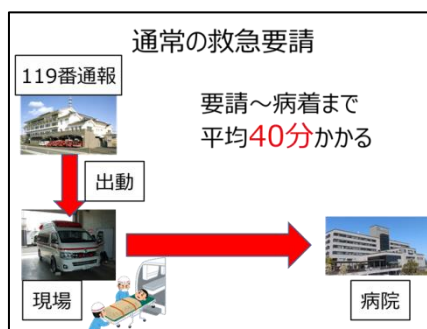 通常の救急要請
119番通報
要請～病着まで
平均40分かかる
出動
現場
病院